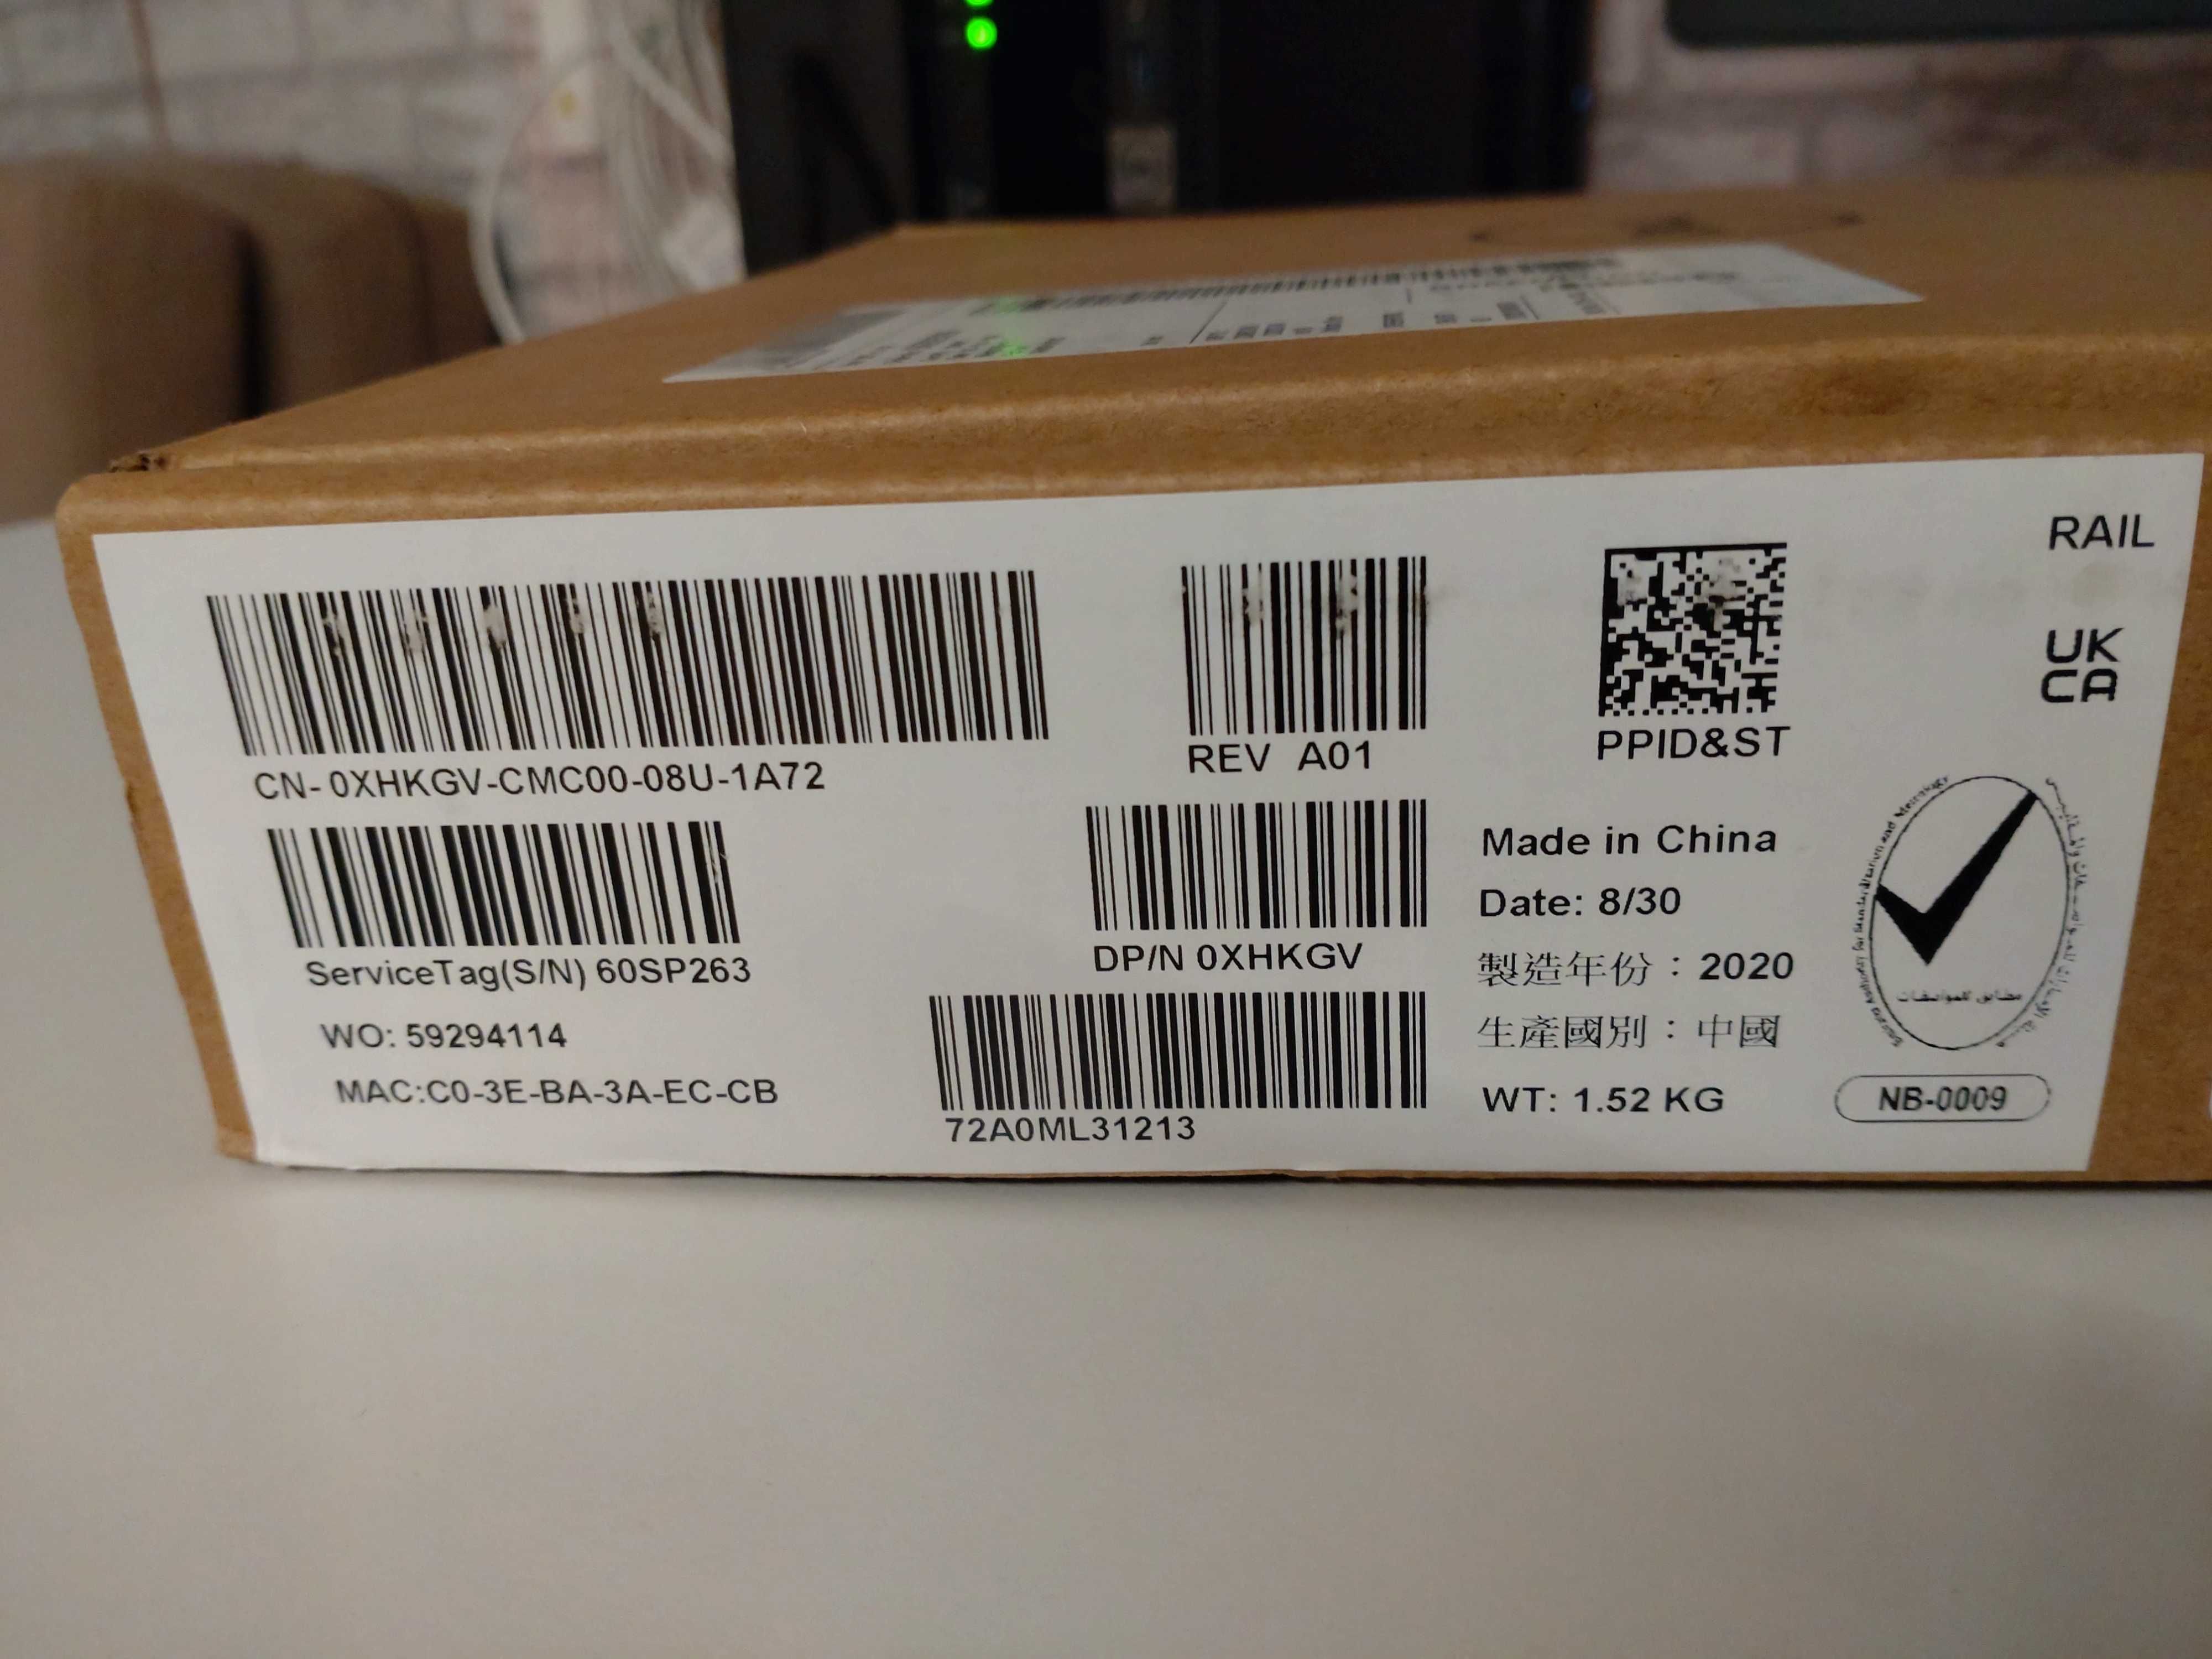 CN- 0XHKGV-CMC00-08U-1A72
REV A01
PPID&ST
RAIL
UK
CA
ServiceTag(S/N) 60SP263
DP/N 0XHKGV
WO: 59294114
MAC:C0-3E-BA-3A-EC-CB
72A0ML31213
Made in China
Date: 8/30
製造年份：2020
生產國別：中國
WT: 1.52 KG
مطابق للمواصفات
NB-0009